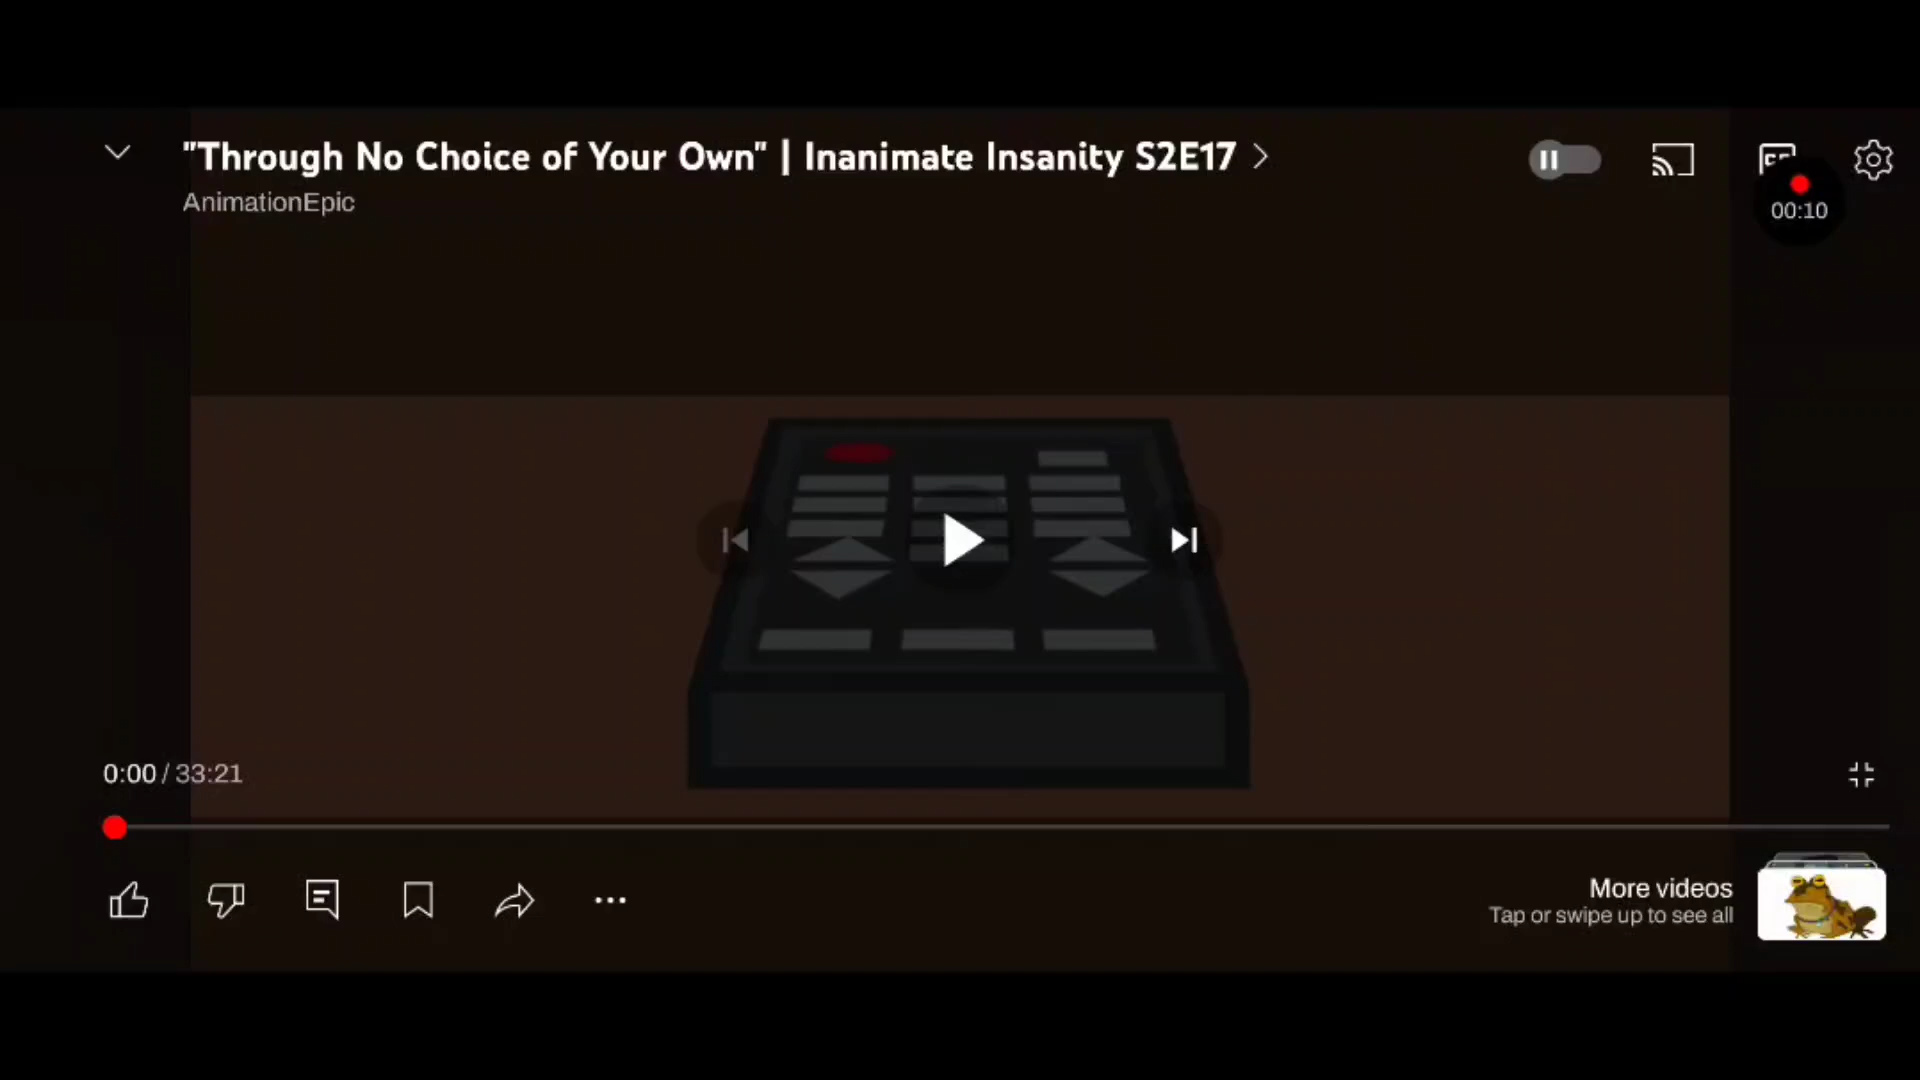 "Through No Choice of Your Own" | Inanimate Insanity S2E17
AnimationEpic
00:10
0:00 / 33:21
More videos
Tap or swipe up to see all